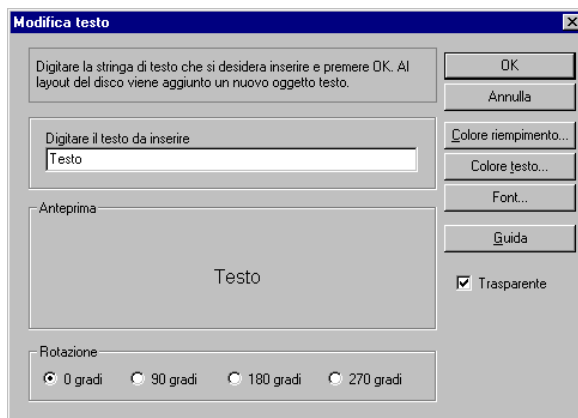 Modifica testo
Digitare la stringa di testo che si desidera inserire e premere OK. Al
layout del disco viene aggiunto un nuovo oggetto testo.
OK
Annulla
Digitare il testo da inserire
Testo
Colore riempimento...
Colore testo...
Font...
Anteprima
Testo
Guida
Trasparente
Rotazione
0 gradi
90 gradi
180 gradi
270 gradi